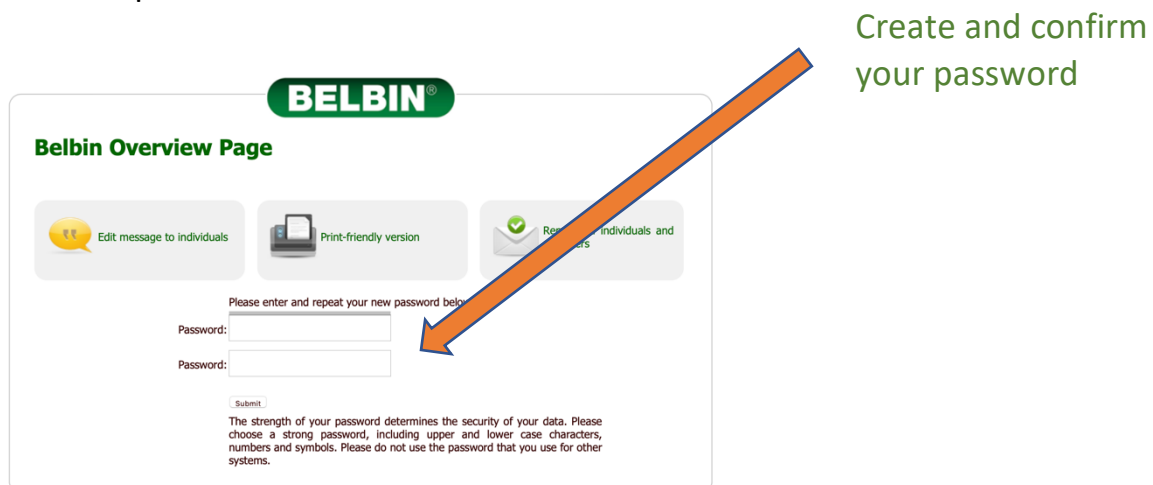 Create and confirm
your password
BELBIN®
Belbin Overview Page
Edit message to individuals
Print-friendly version
individuals and
Please enter and repeat your new password
Password:
Password:
Submit
The strength of your password determines the security of your data. Please
choose a strong password, including upper and lower case characters,
numbers and symbols. Please do not use the password that you use for other
systems.